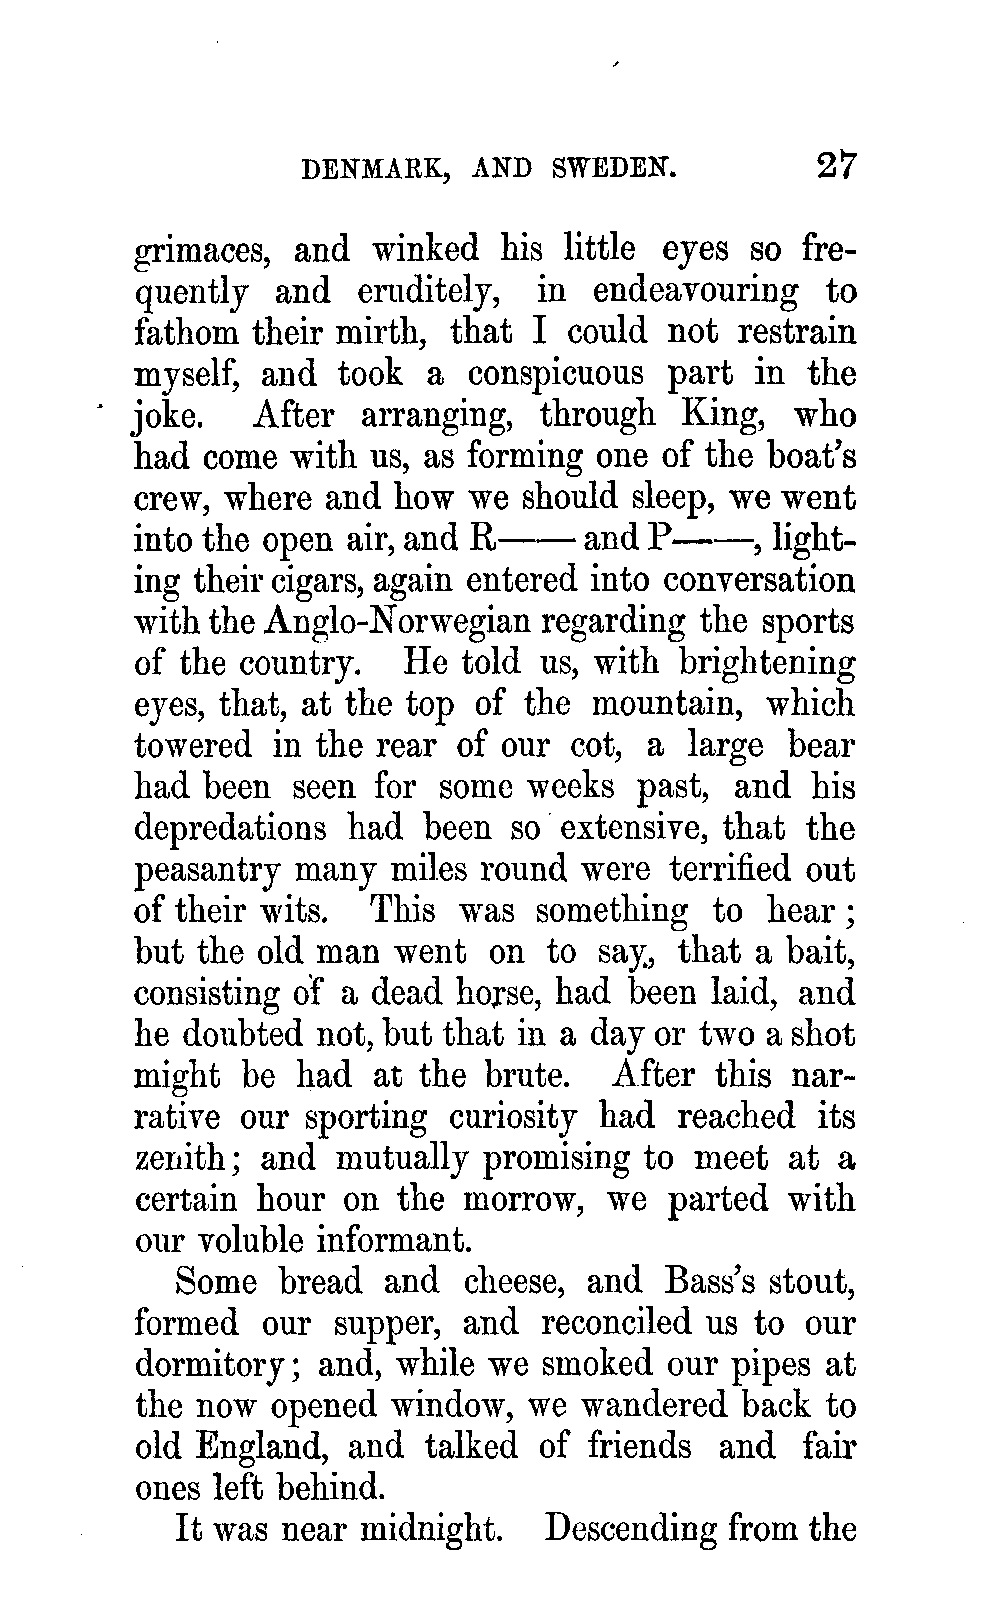 DENMARK, AND SWEDEN. 27
grimaces, and winked his little eyes so fre-
quently and eruditely, in endeavouring to
fathom their mirth, that I could not restrain
myself, and took a conspicuous part in the
joke. After arranging, through King, who
had come with us, as forming one of the boat's
crew, where and how we should sleep, we went
into the open air, and R—— and P——, light-
ing their cigars, again entered into conversation
with the Anglo-Norwegian regarding the sports
of the country. He told us, with brightening
eyes, that, at the top of the mountain, which
towered in the rear of our cot, a large bear
had been seen for some weeks past, and his
depredations had been so extensive, that the
peasantry many miles round were terrified out
of their wits. This was something to hear;
but the old man went on to say, that a bait,
consisting of a dead horse, had been laid, and
he doubted not, but that in a day or two a shot
might be had at the brute. After this nar-
rative our sporting curiosity had reached its
zenith; and mutually promising to meet at a
certain hour on the morrow, we parted with
our voluble informant.
Some bread and cheese, and Bass's stout,
formed our supper, and reconciled us to our
dormitory; and, while we smoked our pipes at
the now opened window, we wandered back to
old England, and talked of friends and fair
ones left behind.
It was near midnight. Descending from the